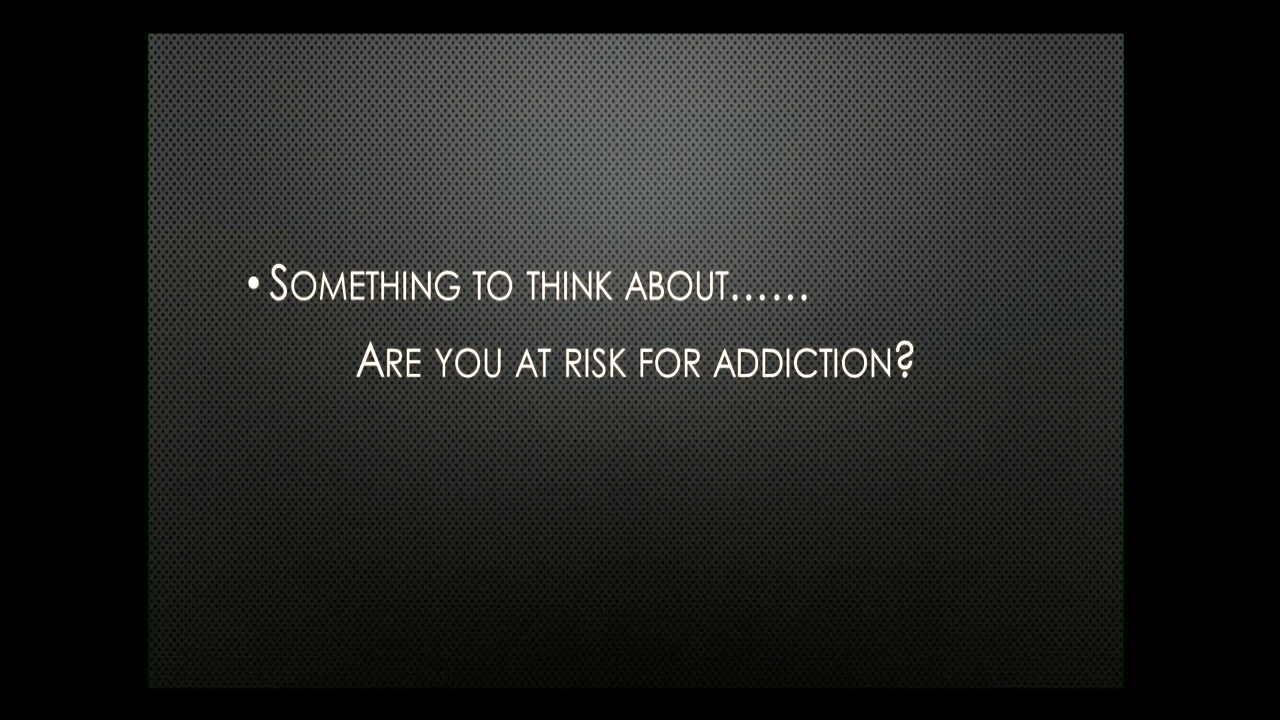 • Something to think about......
Are you at risk for addiction?